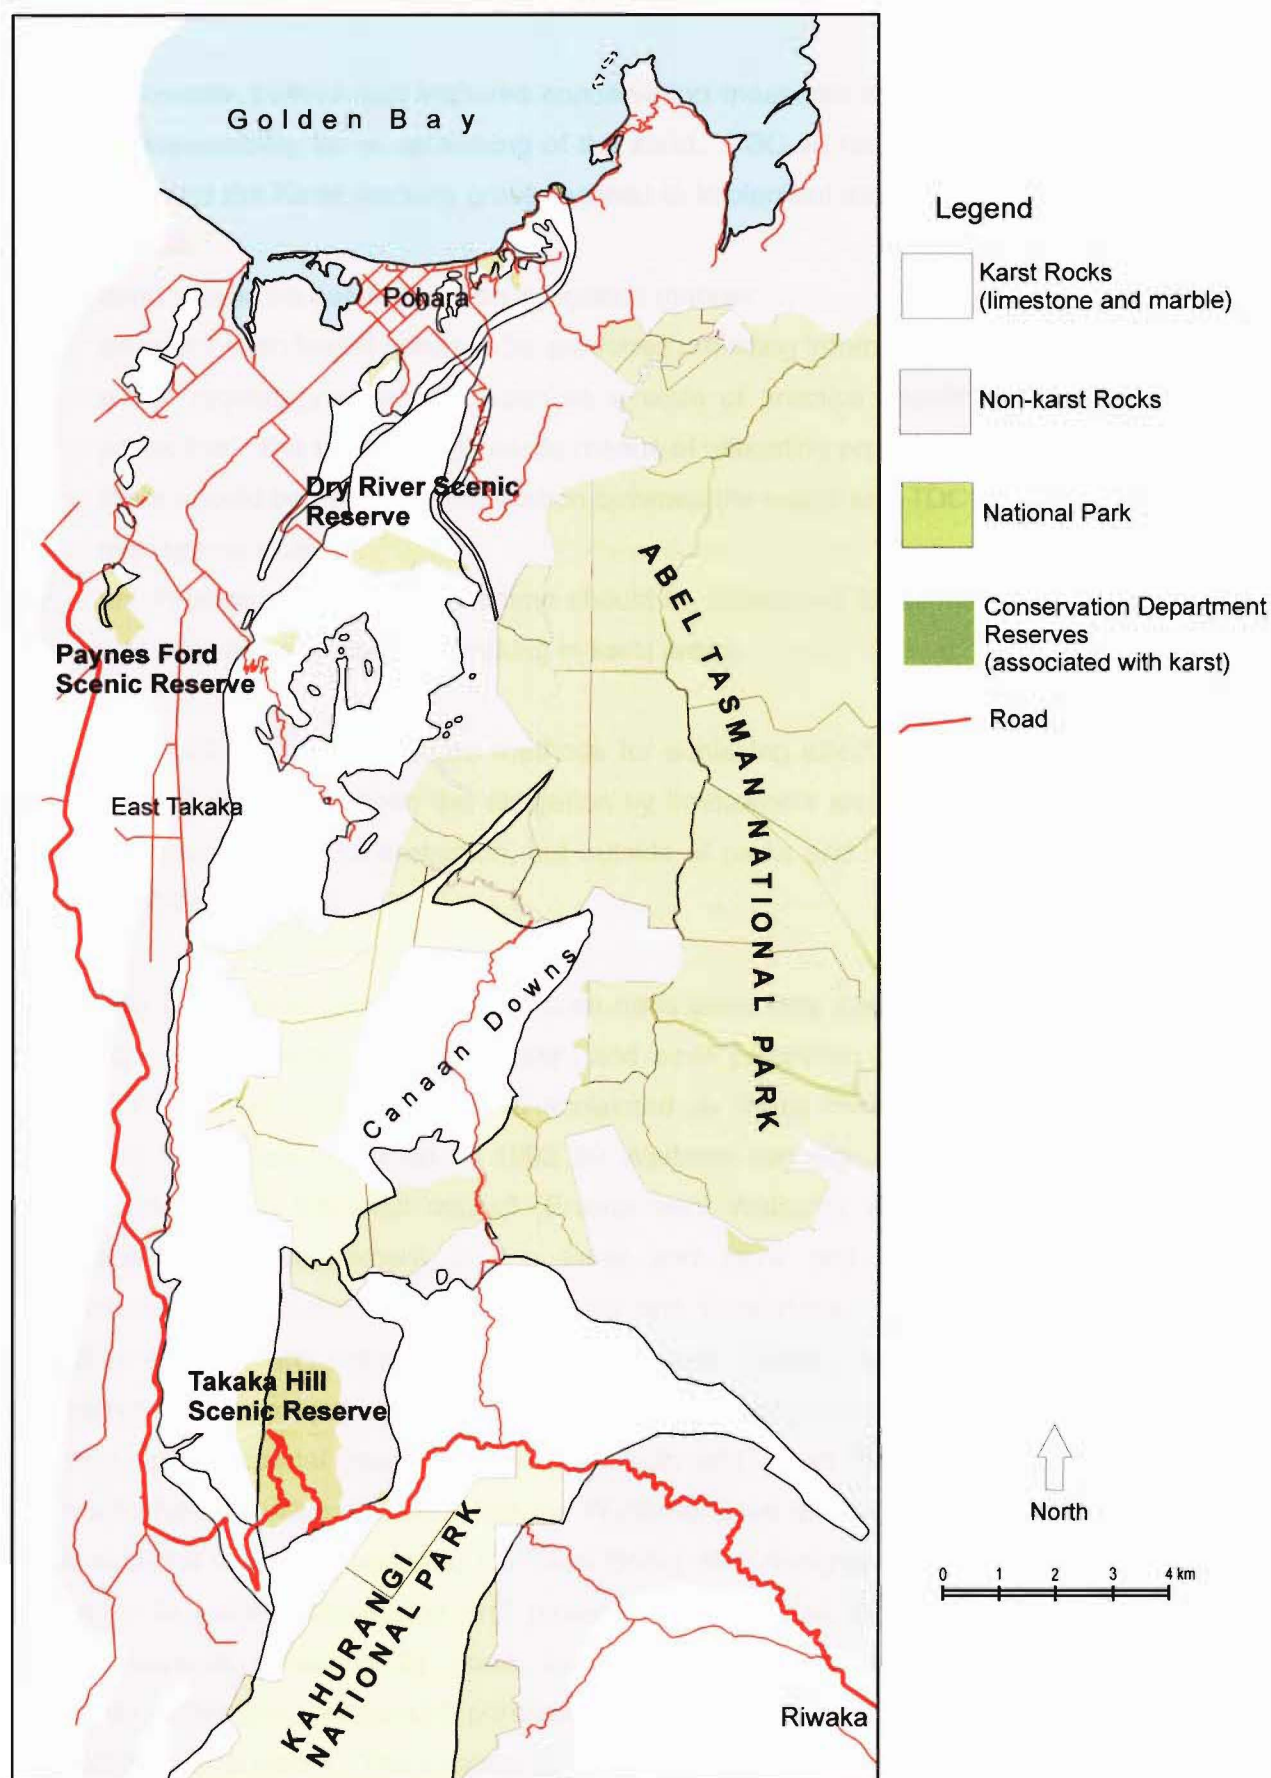 Golden Bay
Pohara
Dry River Scenic
Reserve
Paynes Ford
Scenic Reserve
East Takaka
ABEL TASMAN NATIONAL PARK
Canaan Downs
Takaka Hill
Scenic Reserve
KAHURANGI
NATIONAL PARK
Riwaka
Legend
Karst Rocks
(limestone and marble)
Non-karst Rocks
National Park
Conservation Department
Reserves
(associated with karst)
Road
North
0 1 2 3 4 km